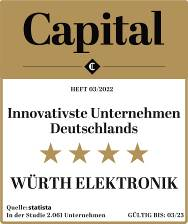 Capital
HEFT 03/2022
Innovativste Unternehmen
Deutschlands
WÜRTH ELEKTRONIK
Quelle: statista
In der Studie 2.061 Unternehmen GÜLTIG BIS: 03/23